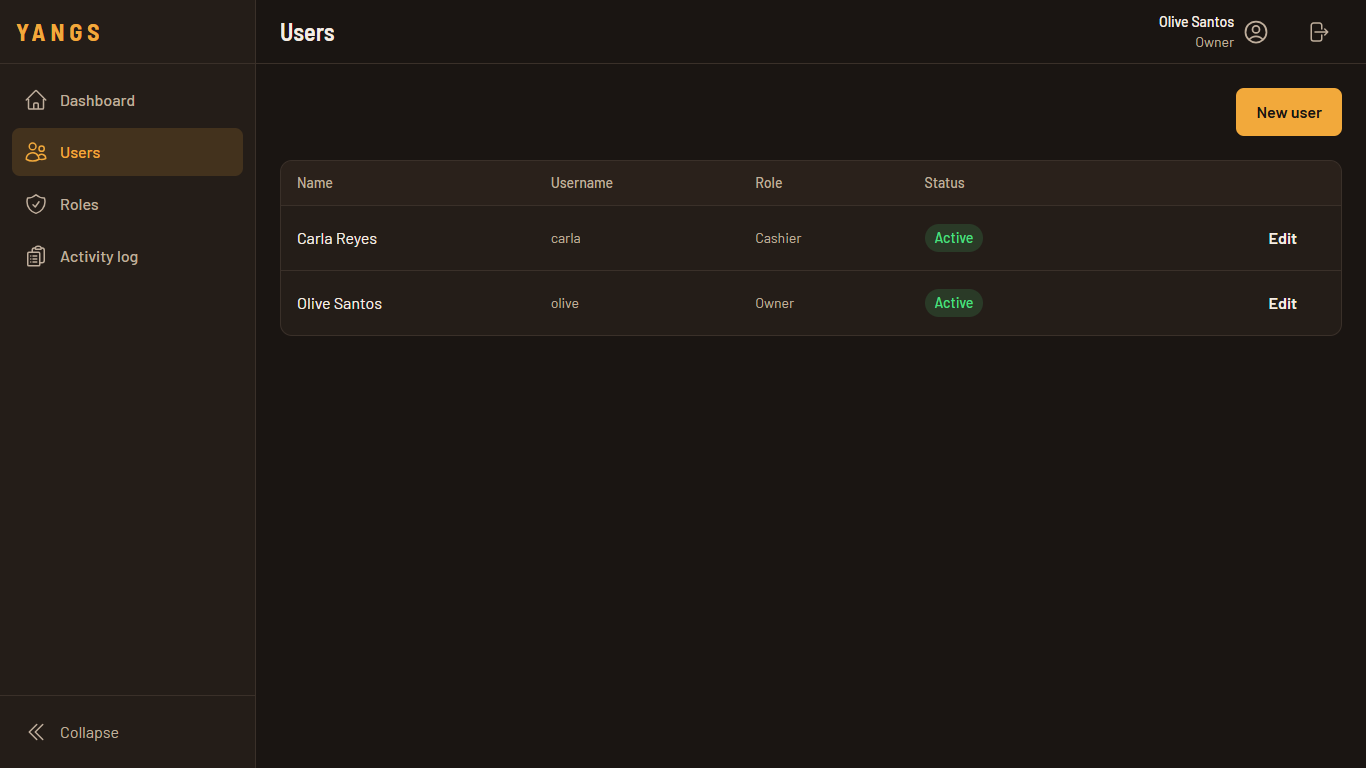 YANGS
Users
Olive Santos
Owner
Dashboard
Users
Roles
Activity log
New user
Name Username Role Status
Carla Reyes carla Cashier Active Edit
Olive Santos olive Owner Active Edit
Collapse